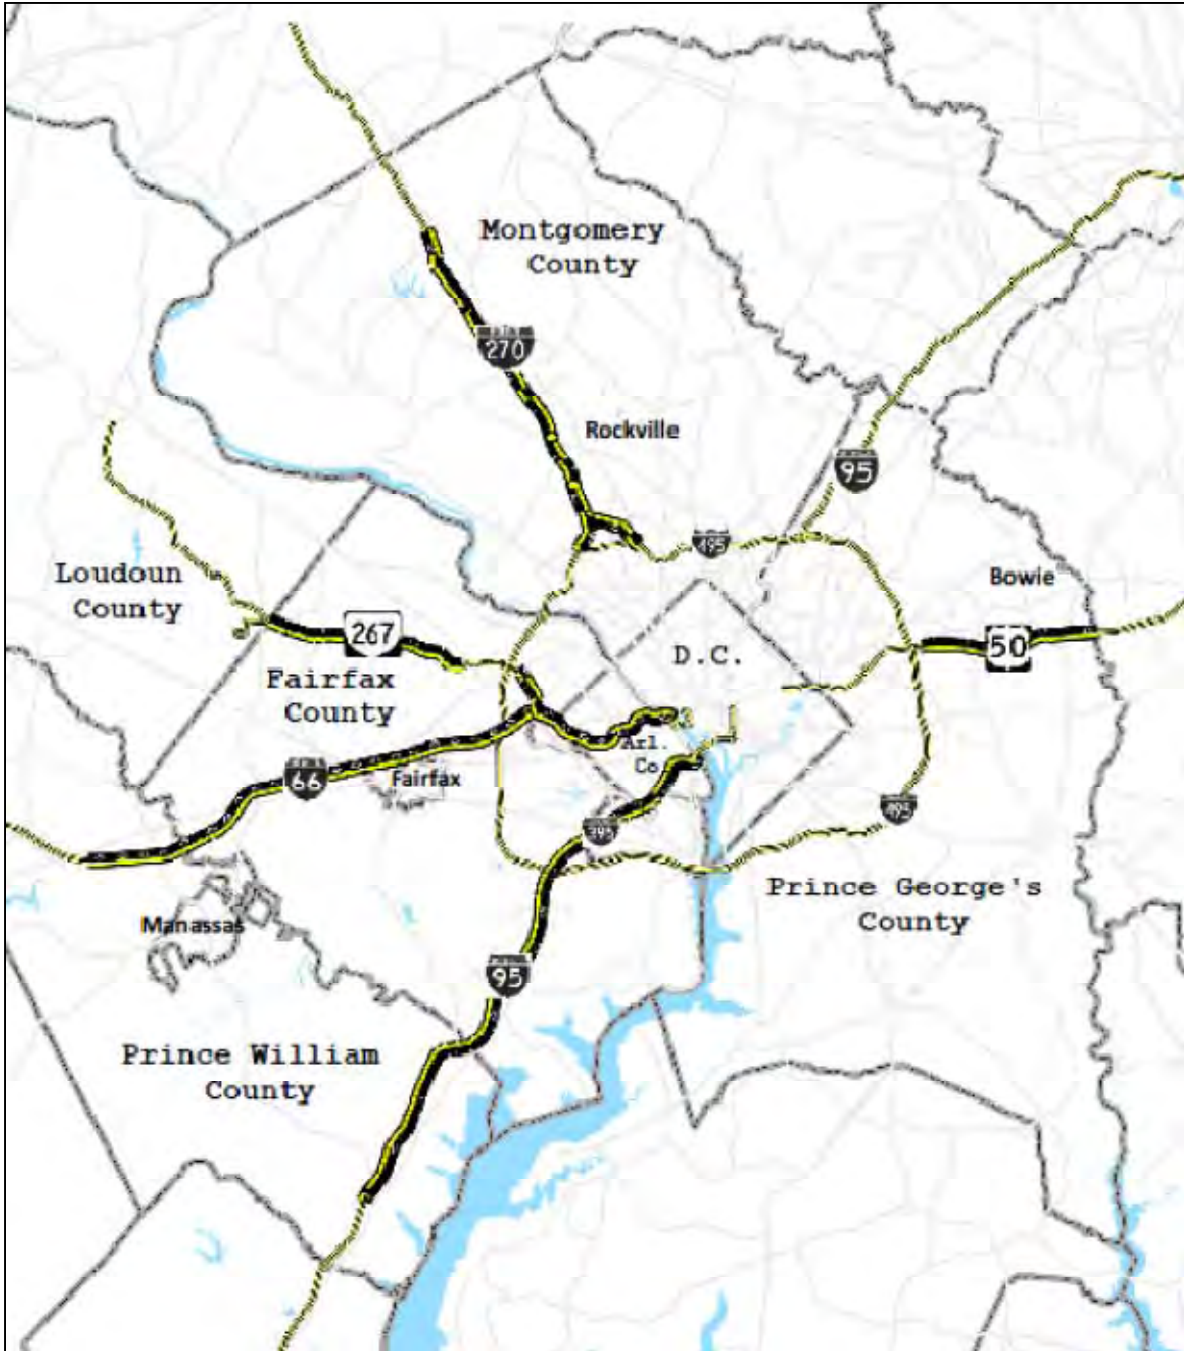 Montgomery
County
270
Rockville
95
495
Bowie
Loudoun
County
267
50
D.C.
Fairfax
County
Arl.
Co.
66
Fairfax
395
495
Prince George's
County
Manassas
95
Prince William
County